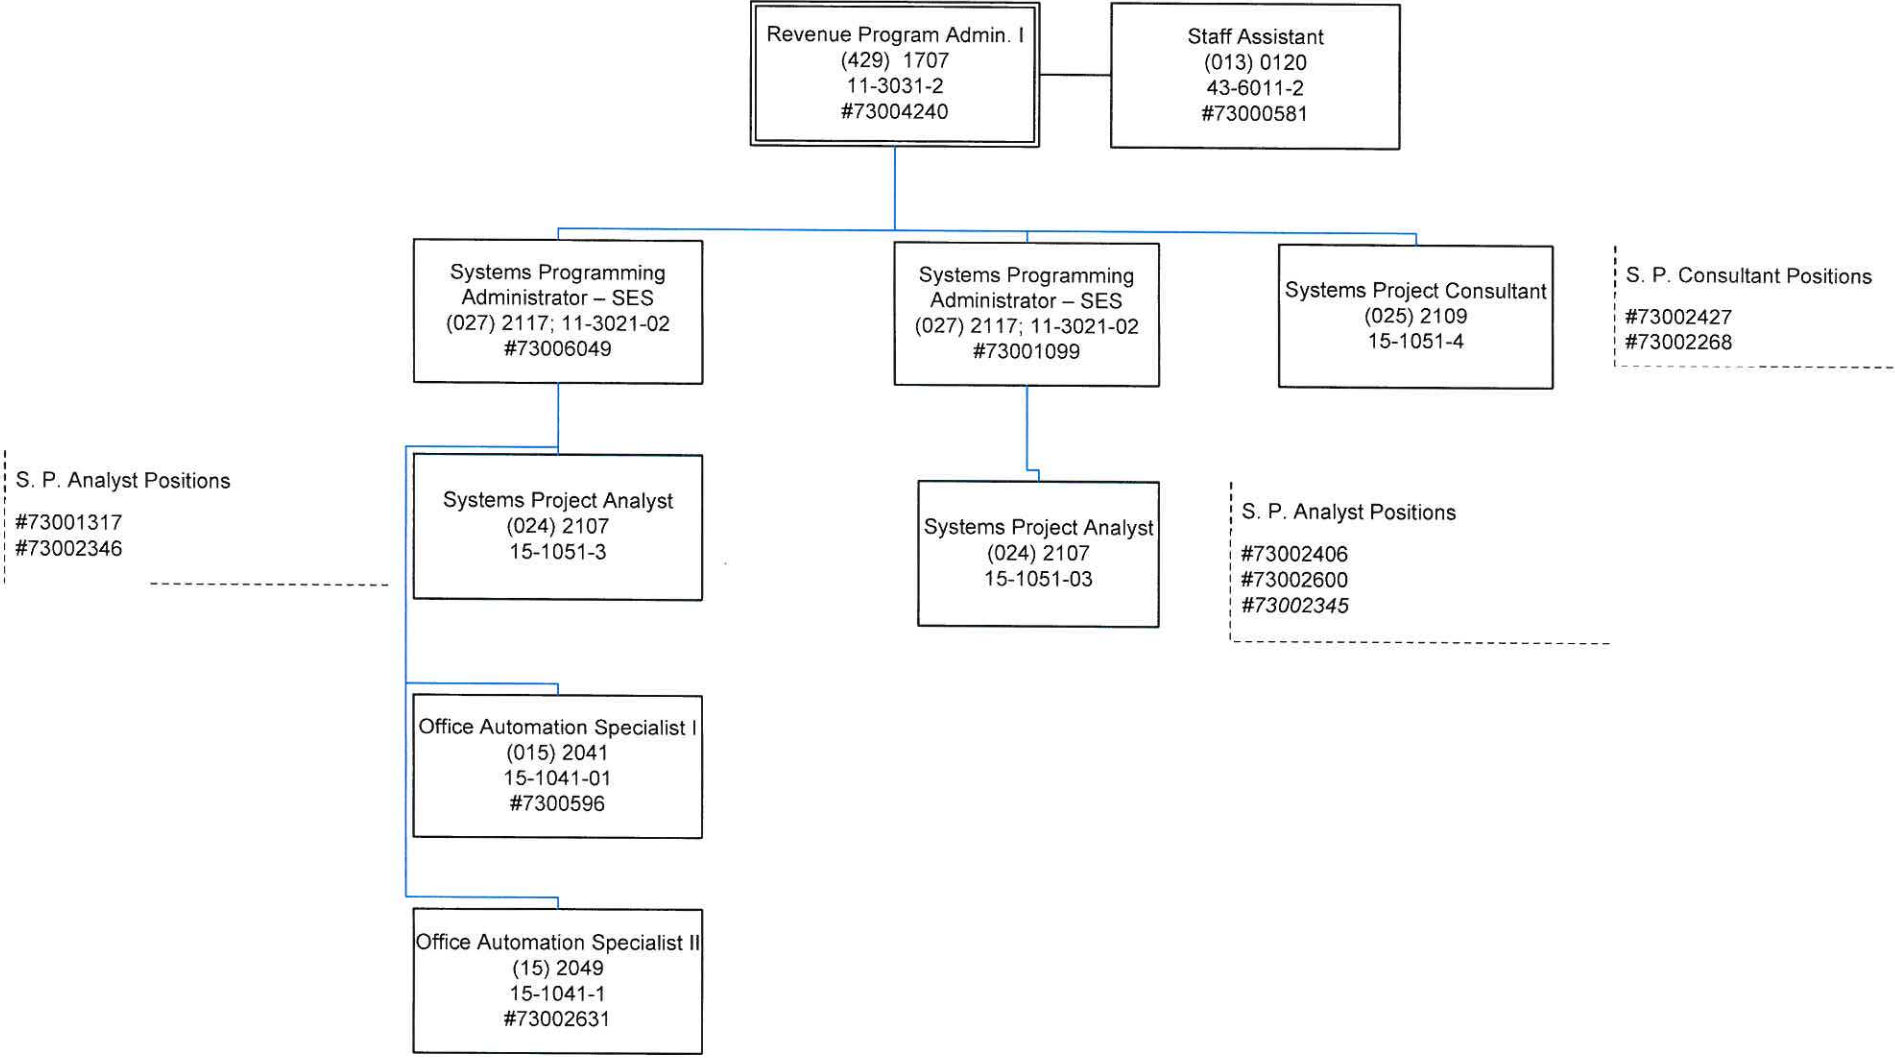 Revenue Program Admin. I
(429) 1707
11-3031-2
#73004240
Staff Assistant
(013) 0120
43-6011-2
#73000581
Systems Programming
Administrator – SES
(027) 2117; 11-3021-02
#73006049
Systems Programming
Administrator – SES
(027) 2117; 11-3021-02
#73001099
Systems Project Consultant
(025) 2109
15-1051-4
S. P. Consultant Positions
#73002427
#73002268
S. P. Analyst Positions
#73001317
#73002346
Systems Project Analyst
(024) 2107
15-1051-3
Systems Project Analyst
(024) 2107
15-1051-03
S. P. Analyst Positions
#73002406
#73002600
#73002345
Office Automation Specialist I
(015) 2041
15-1041-01
#7300596
Office Automation Specialist II
(15) 2049
15-1041-1
#73002631